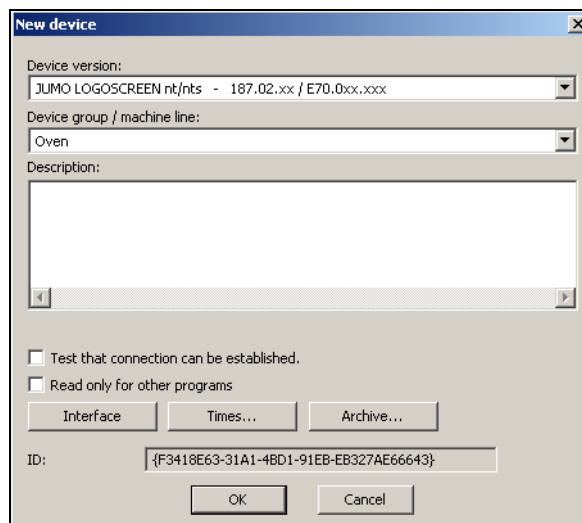 New device
Device version:
JUMO LOGOSCREEN nt/nts - 187.02.xx / E70.0xx.xxx
Device group / machine line:
Oven
Description:
Test that connection can be established.
Read only for other programs
Interface Times... Archive...
ID: {F3418E63-31A1-4BD1-91EB-EB327AE66643}
OK Cancel